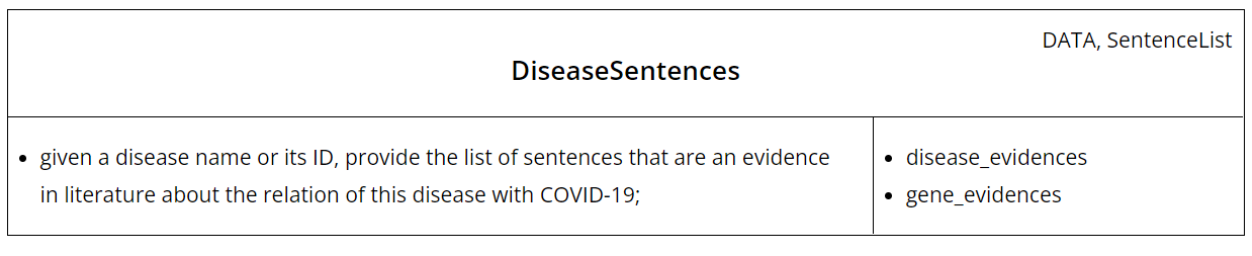 DATA, SentenceList
DiseaseSentences
• given a disease name or its ID, provide the list of sentences that are an evidence
in literature about the relation of this disease with COVID-19;
• disease_evidences
• gene_evidences